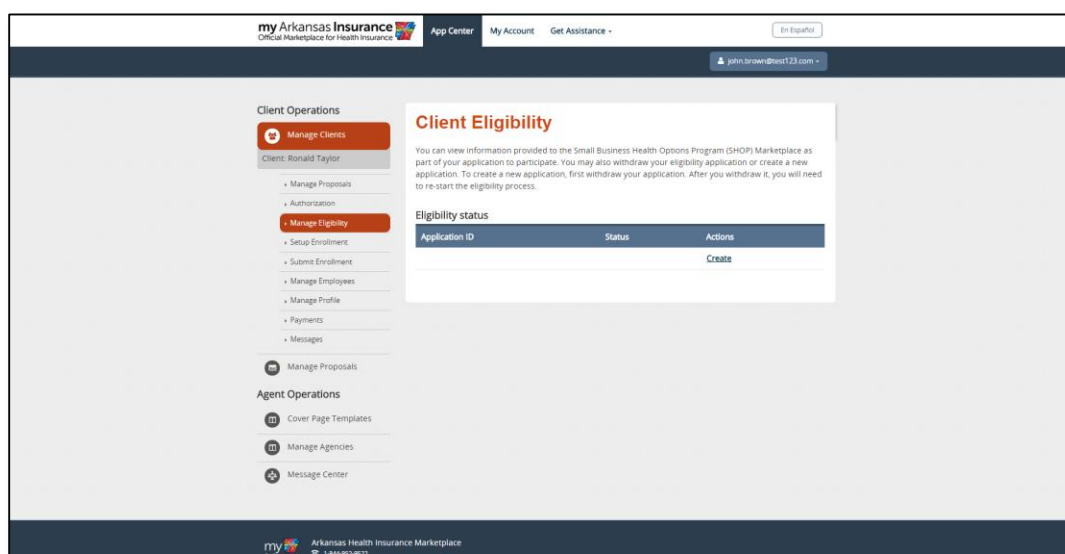 my Arkansas Insurance
Official Marketplace for Health Insurance
App Center My Account Get Assistance
En Español
john.brown@test123.com
Client Operations
Manage Clients
Client: Ronald Taylor
Manage Proposals
Authorization
Manage Eligibility
Setup Enrollment
Submit Enrollment
Manage Employees
Manage Profile
Payments
Messages
Manage Proposals
Agent Operations
Cover Page Templates
Manage Agencies
Message Center
Client Eligibility
You can view information provided to the Small Business Health Options Program (SHOP) Marketplace as
part of your application to participate. You may also withdraw your eligibility application or create a new
application. To create a new application, first withdraw your application. After you withdraw it, you will need
to re-start the eligibility process.
Eligibility status
Application ID Status Actions
Create
my
Arkansas Health Insurance Marketplace